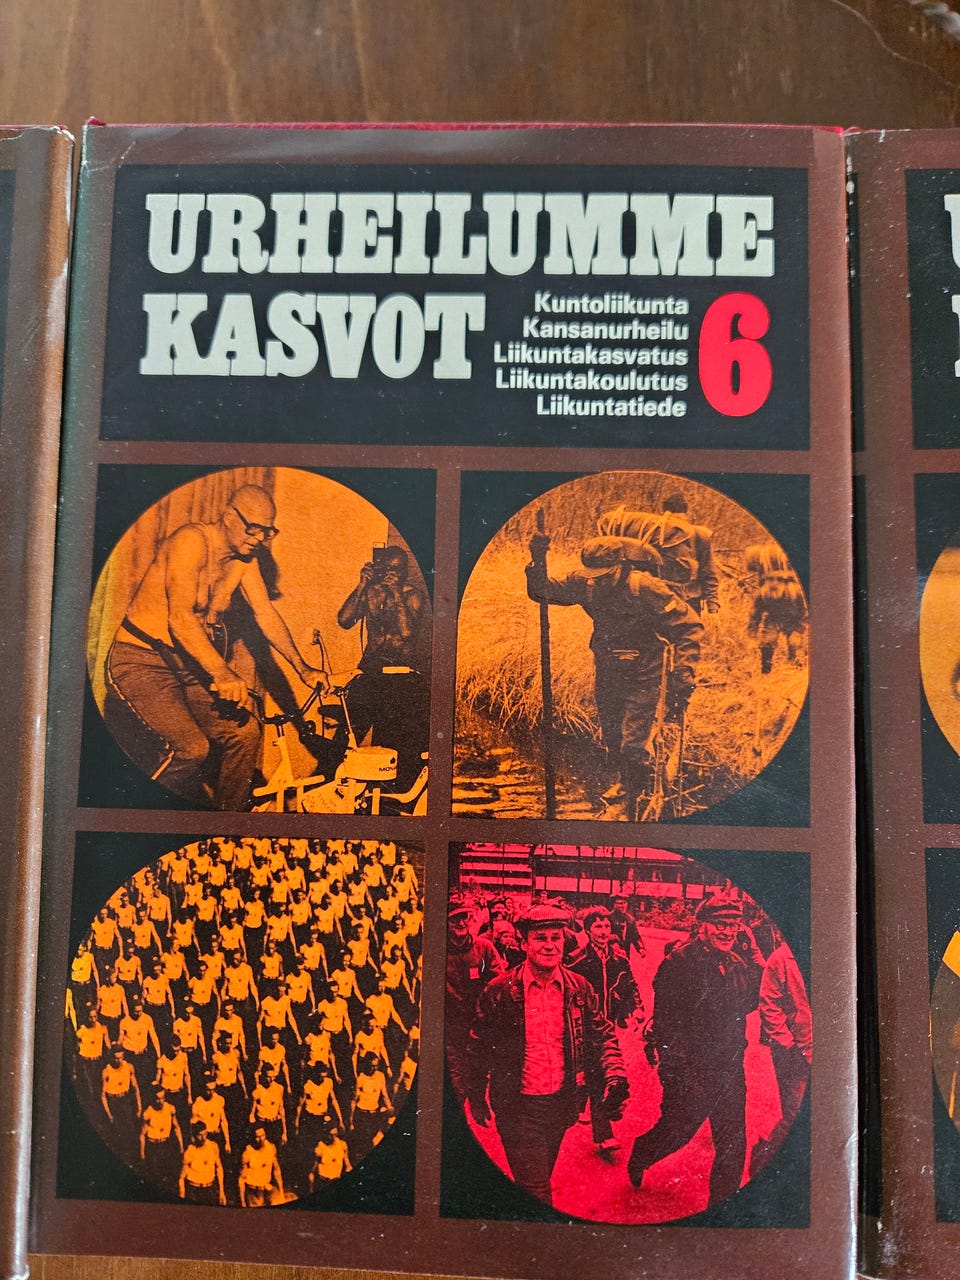 URHEILUMME
KASVOT
Kuntoliikunta
Kansanurheilu
Liikuntakasvatus
Liikuntakoulutus
Liikuntatiede
6